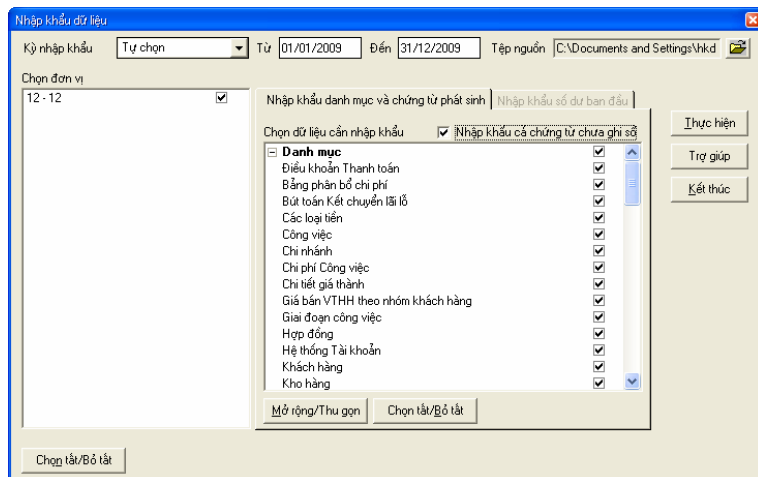 Nhập khẩu dữ liệu
Kỳ nhập khẩu Tự chọn Từ 01/01/2009 Đến 31/12/2009 Tệp nguồn C:\Documents and Settings\hkd
Chọn đơn vị
12 - 12
Nhập khẩu danh mục và chứng từ phát sinh Nhập khẩu số dư ban đầu
Chọn dữ liệu cần nhập khẩu Nhập khẩu cả chứng từ chưa ghi sổ
Danh mục
Điều khoản Thanh toán
Bảng phân bổ chi phí
Bút toán Kết chuyển lãi lỗ
Các loại tiền
Công việc
Chi nhánh
Chi phí Công việc
Chi tiết giá thành
Giá bán VTHH theo nhóm khách hàng
Giai đoạn công việc
Hợp đồng
Hệ thống Tài khoản
Khách hàng
Kho hàng
Mở rộng/Thu gọn Chọn tất/Bỏ tất
Thực hiện
Trợ giúp
Kết thúc
Chọn tất/Bỏ tất